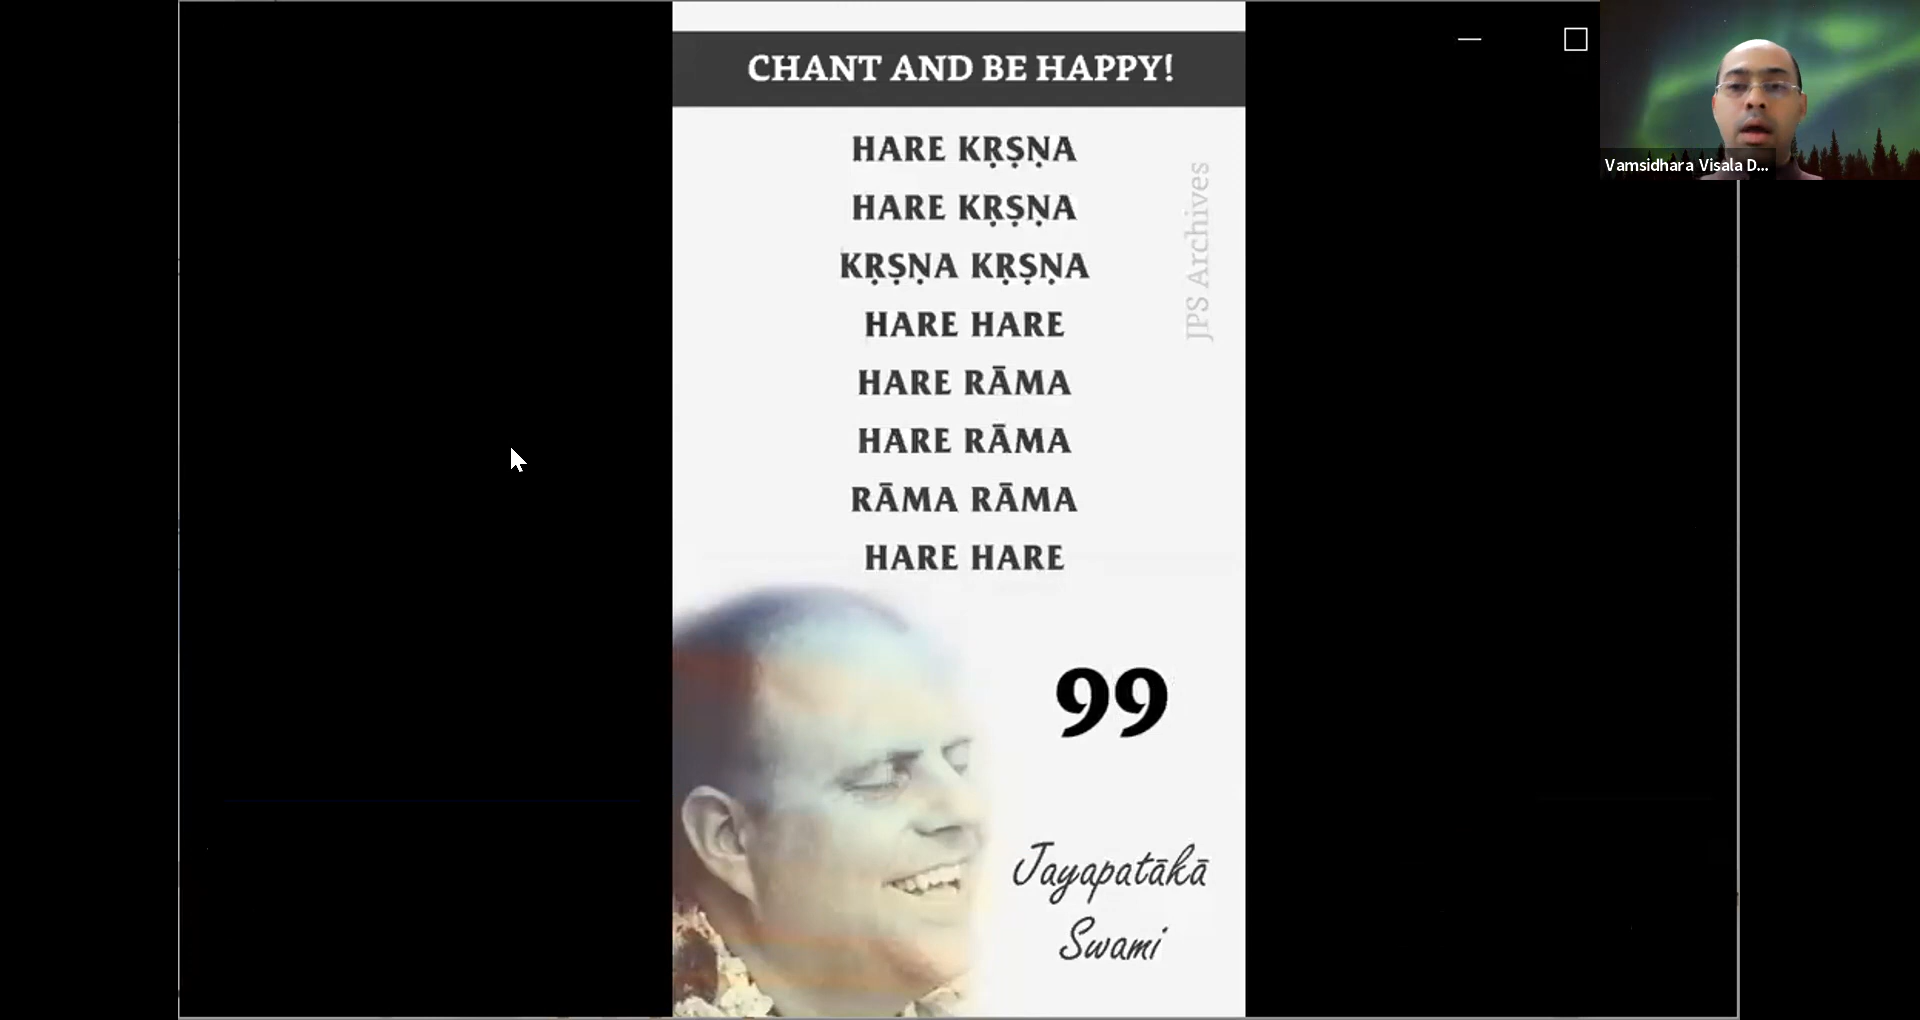 CHANT AND BE HAPPY!
HARE KṚṢṆA
HARE KṚṢṆA
KṚṢṆA KṚṢṆA
HARE HARE
HARE RĀMA
HARE RĀMA
RĀMA RĀMA
HARE HARE
JPS Archives
99
Jayapatākā
Swami
Vamsidhara Visala D...